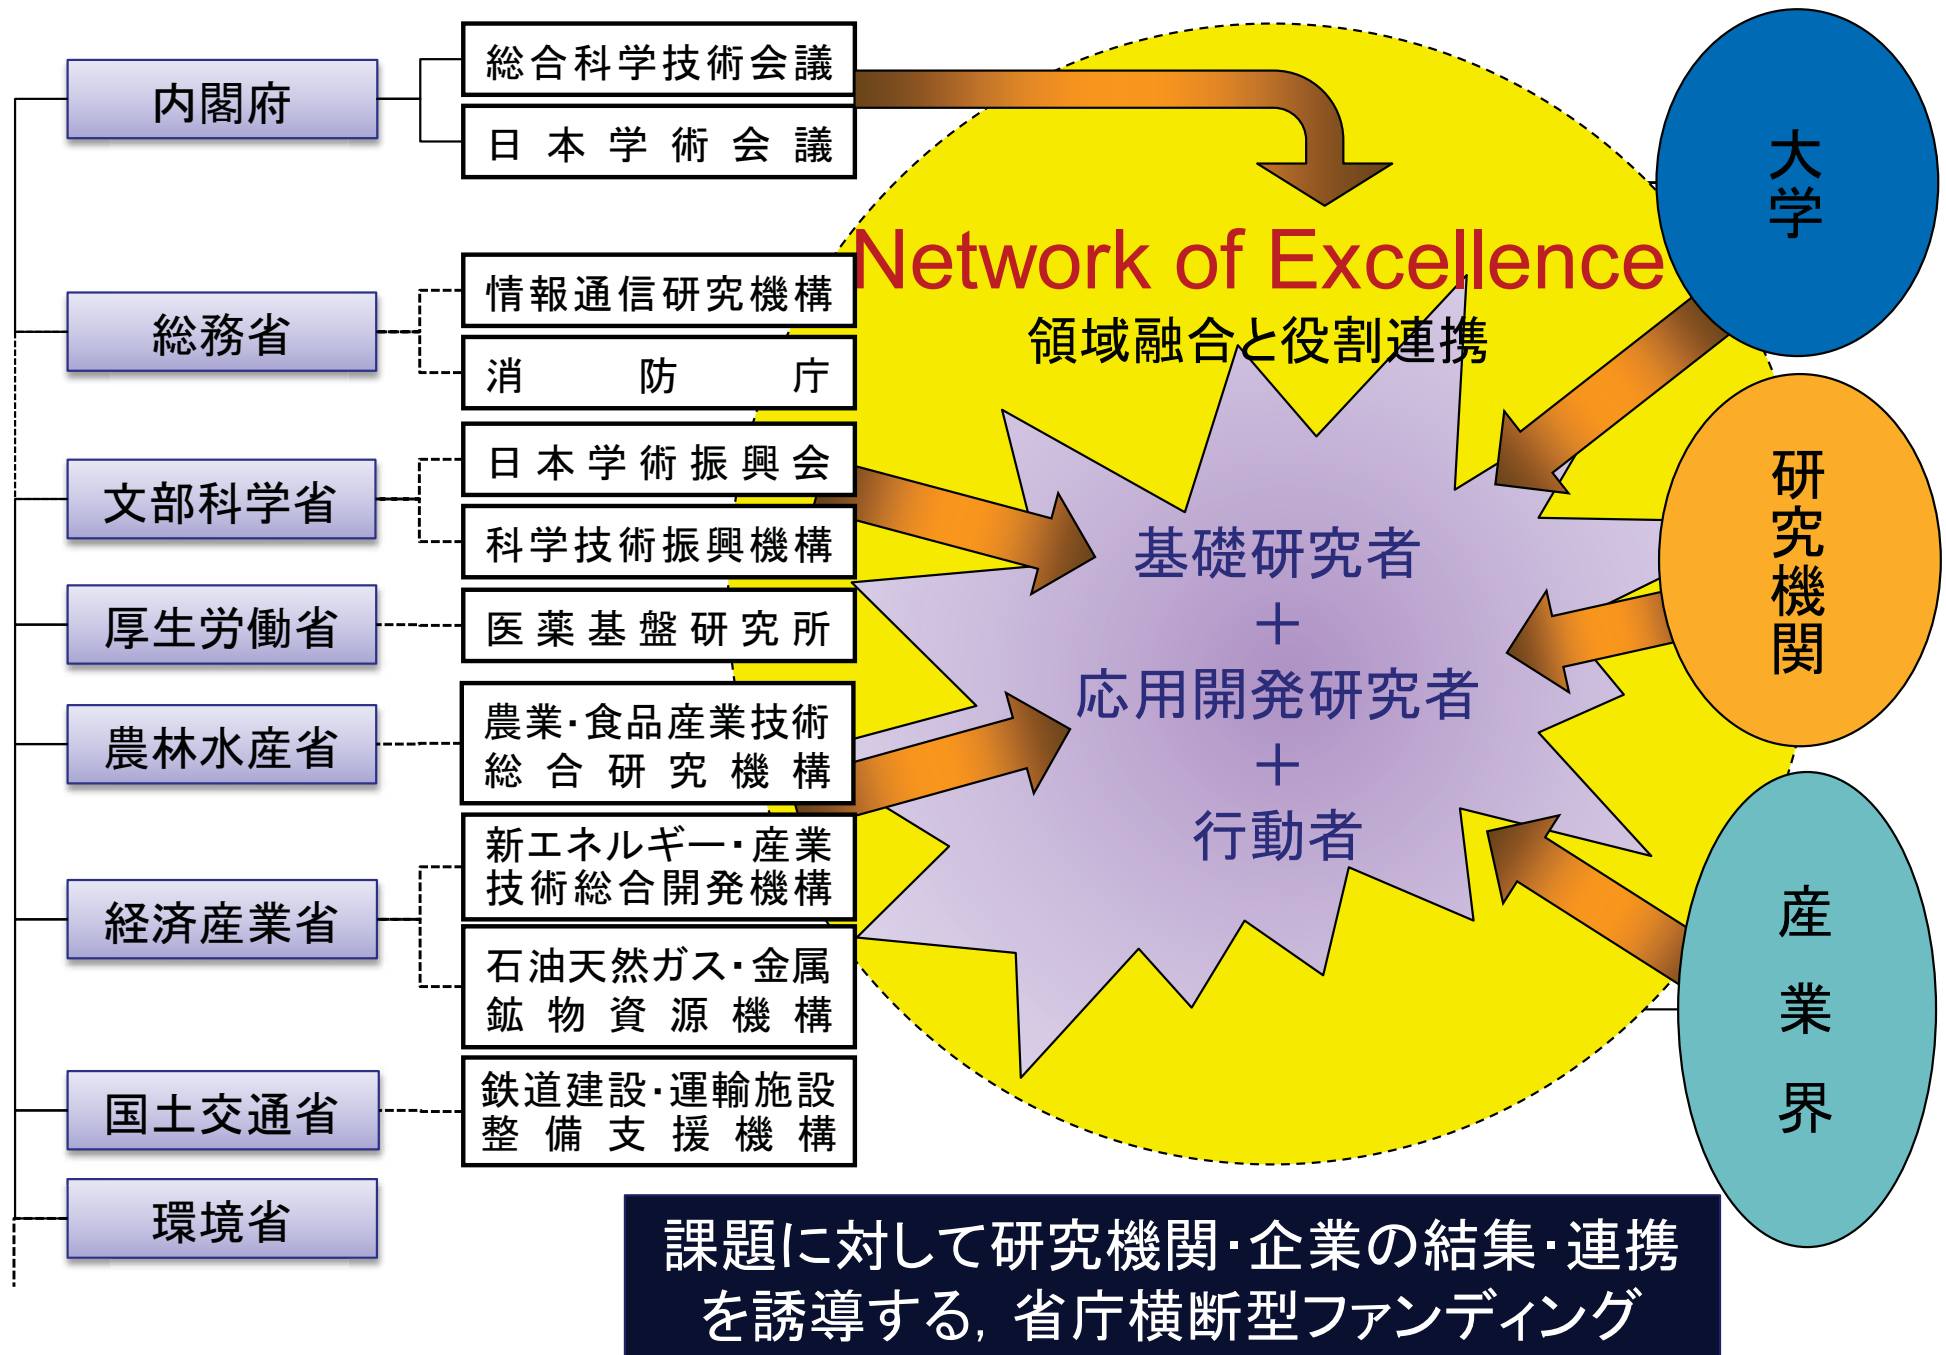 内閣府
総合科学技術会議
日本学術会議
総務省
情報通信研究機構
消防庁
文部科学省
日本学術振興会
科学技術振興機構
厚生労働省
医薬基盤研究所
農林水産省
農業・食品産業技術
総合研究機構
経済産業省
新エネルギー・産業
技術総合開発機構
石油天然ガス・金属
鉱物資源機構
国土交通省
鉄道建設・運輸施設
整備支援機構
環境省
Network of Excellence
領域融合と役割連携
基礎研究者
＋
応用開発研究者
＋
行動者
大学
研究機関
産業界
課題に対して研究機関・企業の結集・連携
を誘導する，省庁横断型ファンディング